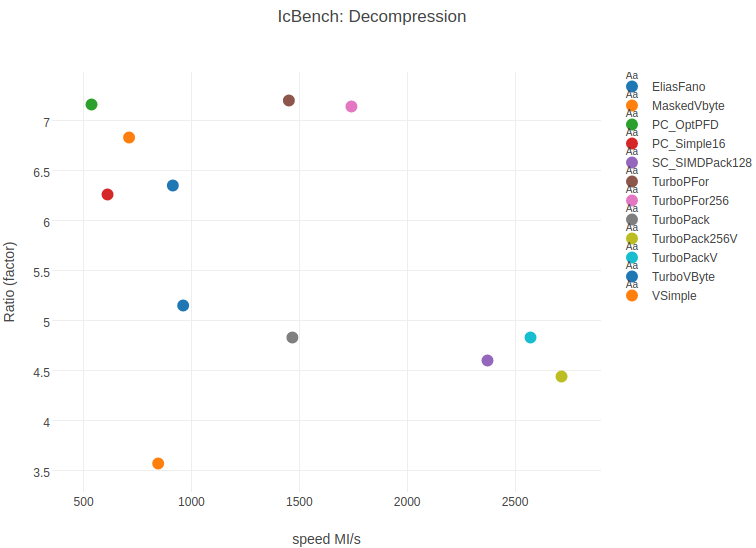 IcBench: Decompression
Ratio (factor)
7
6.5
6
5.5
5
4.5
4
3.5
500
1000
1500
2000
2500
speed MI/s
Aa
EliasFano
Aa
MaskedVbyte
Aa
PC_OptPFD
Aa
PC_Simple16
Aa
SC_SIMDPack128
Aa
TurboPFor
Aa
TurboPFor256
Aa
TurboPack
Aa
TurboPack256V
Aa
TurboPackV
Aa
TurboVByte
Aa
VSimple